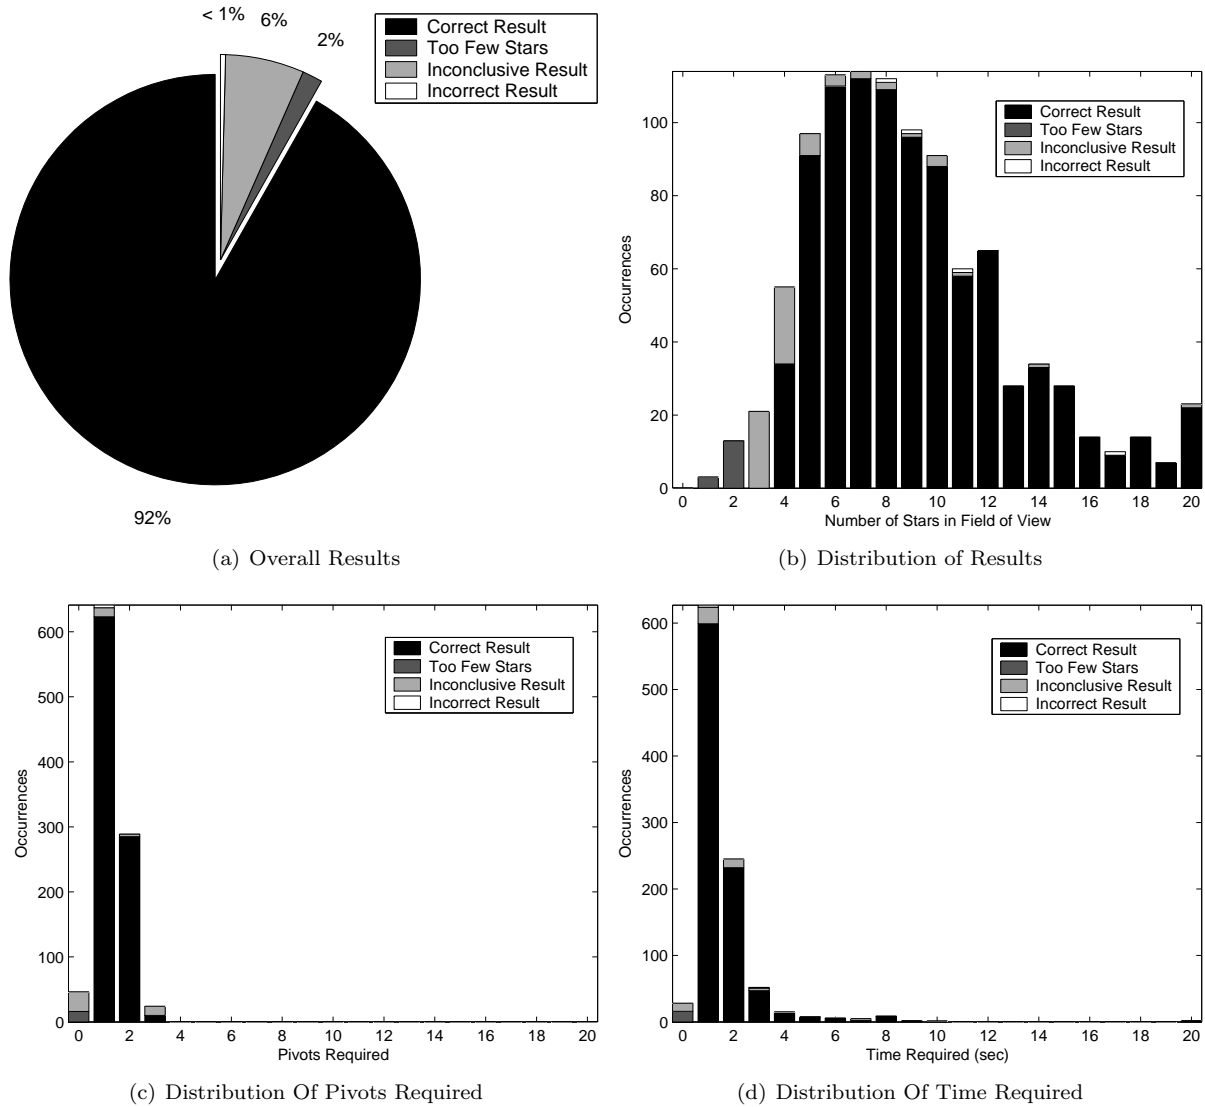 < 1%
6%
2%
92%
Correct Result
Too Few Stars
Inconclusive Result
Incorrect Result
(a) Overall Results
100
80
60
40
20
0
Occurrences
0 2 4 6 8 10 12 14 16 18 20
Number of Stars in Field of View
Correct Result
Too Few Stars
Inconclusive Result
Incorrect Result
(b) Distribution of Results
600
500
400
300
200
100
0
Occurrences
0 2 4 6 8 10 12 14 16 18 20
Pivots Required
Correct Result
Too Few Stars
Inconclusive Result
Incorrect Result
(c) Distribution Of Pivots Required
600
500
400
300
200
100
0
Occurrences
0 2 4 6 8 10 12 14 16 18 20
Time Required (sec)
Correct Result
Too Few Stars
Inconclusive Result
Incorrect Result
(d) Distribution Of Time Required